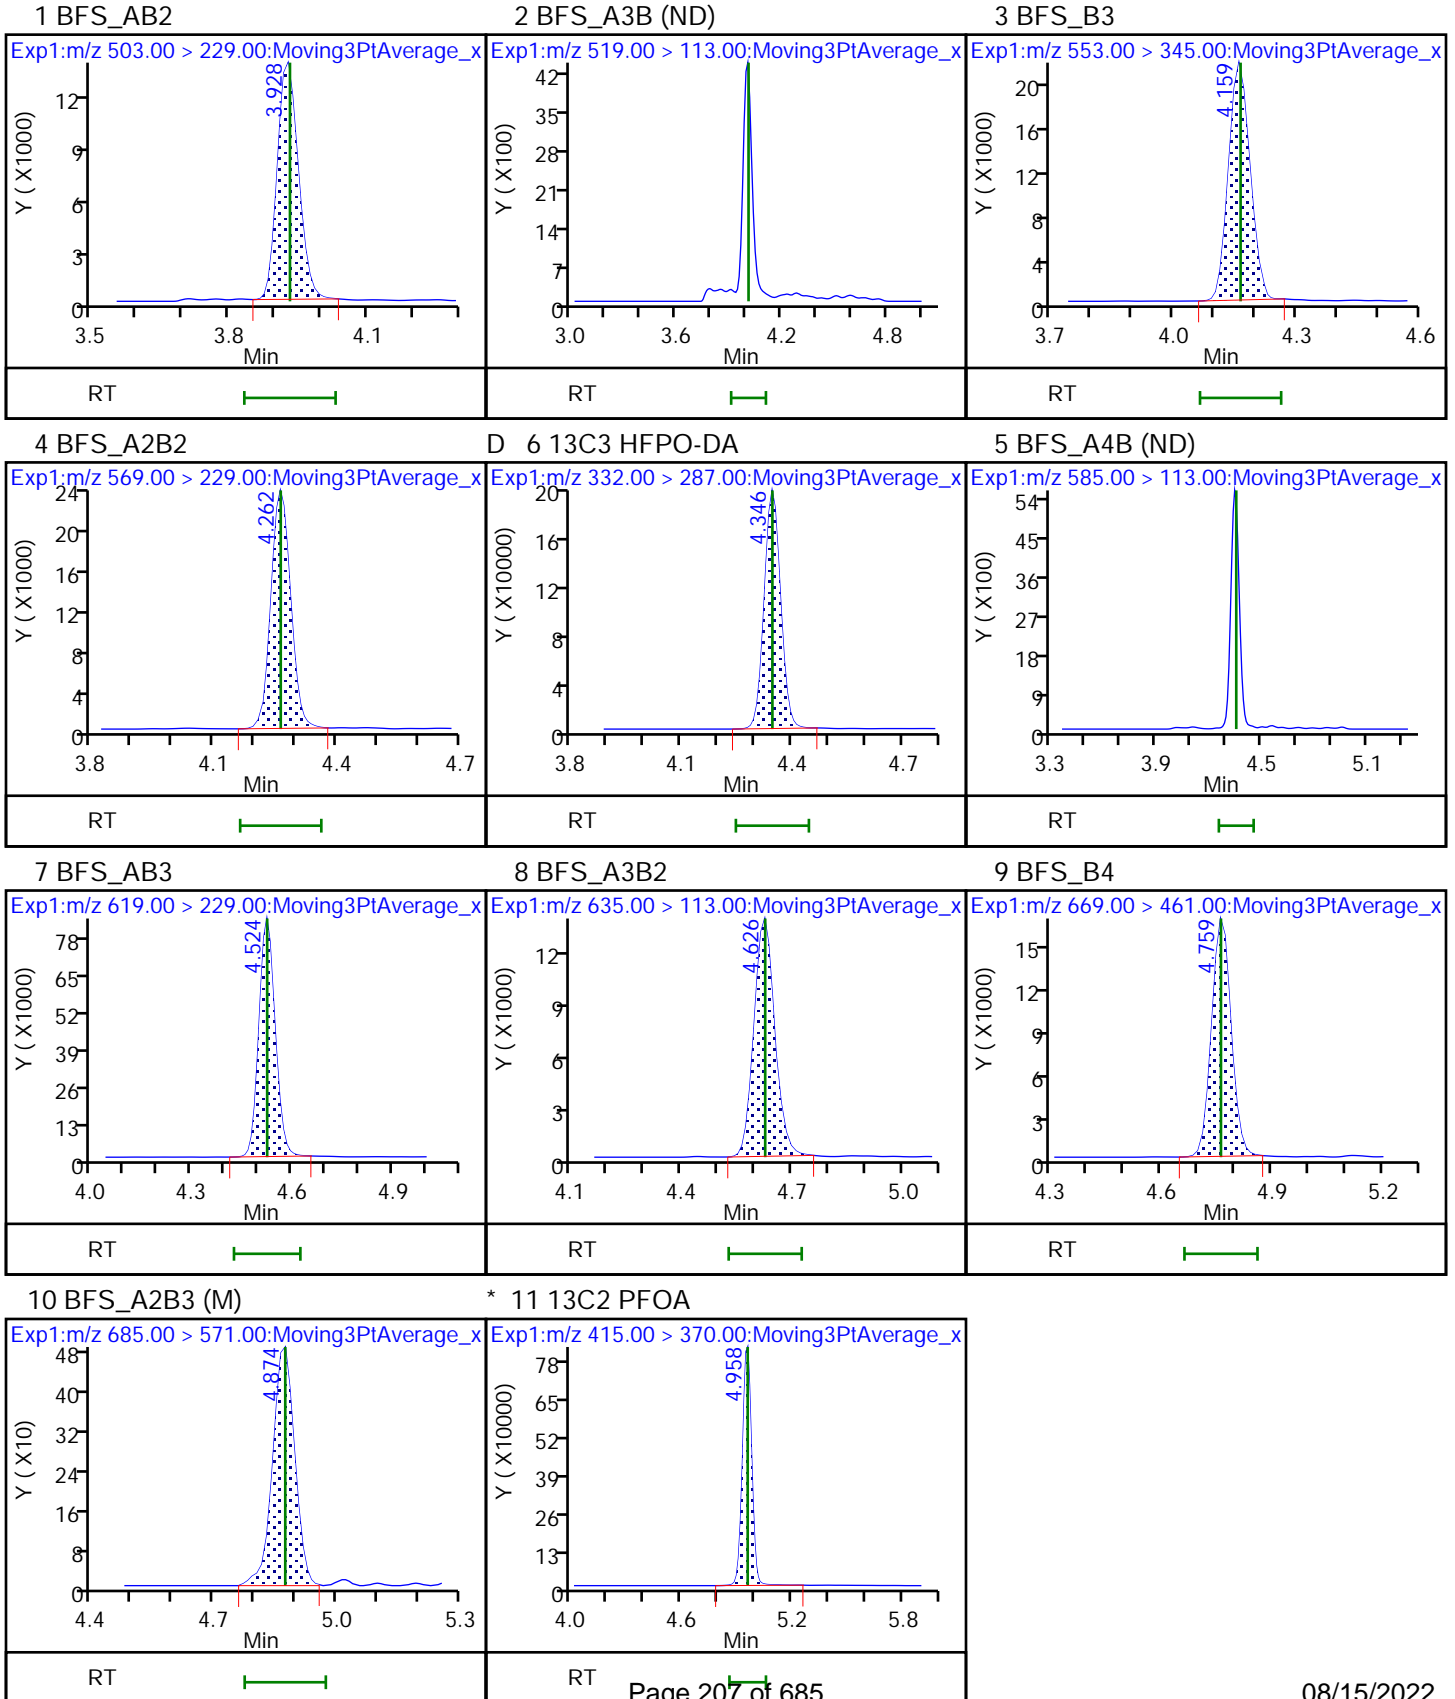 1 BFS_AB2
2 BFS_A3B (ND)
3 BFS_B3
Exp1:m/z 503.00 > 229.00:Moving3PtAverage_x
Exp1:m/z 519.00 > 113.00:Moving3PtAverage_x
Exp1:m/z 553.00 > 345.00:Moving3PtAverage_x
Y ( X1000)
12
9
6
3
0
3.928
3.5 3.8 4.1
Min
RT
Y ( X100)
42
35
28
21
14
7
0
3.0 3.6 4.2 4.8
Min
RT
Y ( X1000)
20
16
12
8
4
0
4.159
3.7 4.0 4.3 4.6
Min
RT
4 BFS_A2B2
D 6 13C3 HFPO-DA
5 BFS_A4B (ND)
Exp1:m/z 569.00 > 229.00:Moving3PtAverage_x
Exp1:m/z 332.00 > 287.00:Moving3PtAverage_x
Exp1:m/z 585.00 > 113.00:Moving3PtAverage_x
Y ( X1000)
24
20
16
12
8
4
0
4.262
3.8 4.1 4.4 4.7
Min
RT
Y ( X10000)
20
16
12
8
4
0
4.346
3.8 4.1 4.4 4.7
Min
RT
Y ( X100)
54
45
36
27
18
9
0
3.3 3.9 4.5 5.1
Min
RT
7 BFS_AB3
8 BFS_A3B2
9 BFS_B4
Exp1:m/z 619.00 > 229.00:Moving3PtAverage_x
Exp1:m/z 635.00 > 113.00:Moving3PtAverage_x
Exp1:m/z 669.00 > 461.00:Moving3PtAverage_x
Y ( X1000)
78
65
52
39
26
13
0
4.524
4.0 4.3 4.6 4.9
Min
RT
Y ( X1000)
12
9
6
3
0
4.626
4.1 4.4 4.7 5.0
Min
RT
Y ( X1000)
15
12
9
6
3
0
4.759
4.3 4.6 4.9 5.2
Min
RT
10 BFS_A2B3 (M)
* 11 13C2 PFOA
Exp1:m/z 685.00 > 571.00:Moving3PtAverage_x
Exp1:m/z 415.00 > 370.00:Moving3PtAverage_x
Y ( X10)
48
40
32
24
16
8
0
4.874
4.4 4.7 5.0 5.3
Min
RT
Y ( X10000)
78
65
52
39
26
13
0
4.958
4.0 4.6 5.2 5.8
Min
RT
Page 207 of 685
08/15/2022